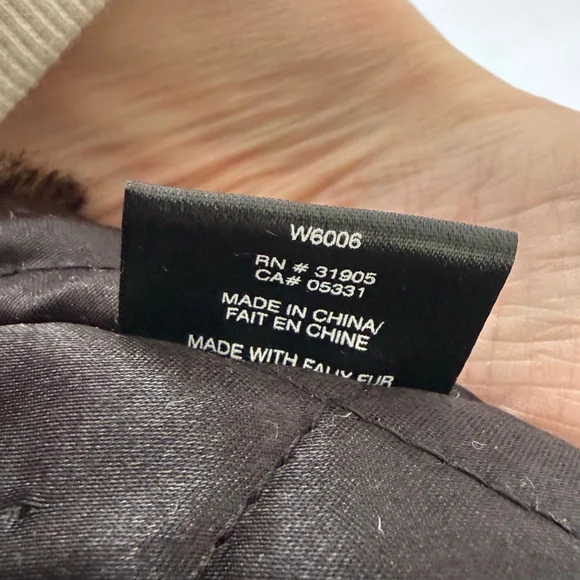 W6006
RN # 31905
CA# 05331
MADE IN CHINA/
FAIT EN CHINE
MADE WITH FAUX FUR